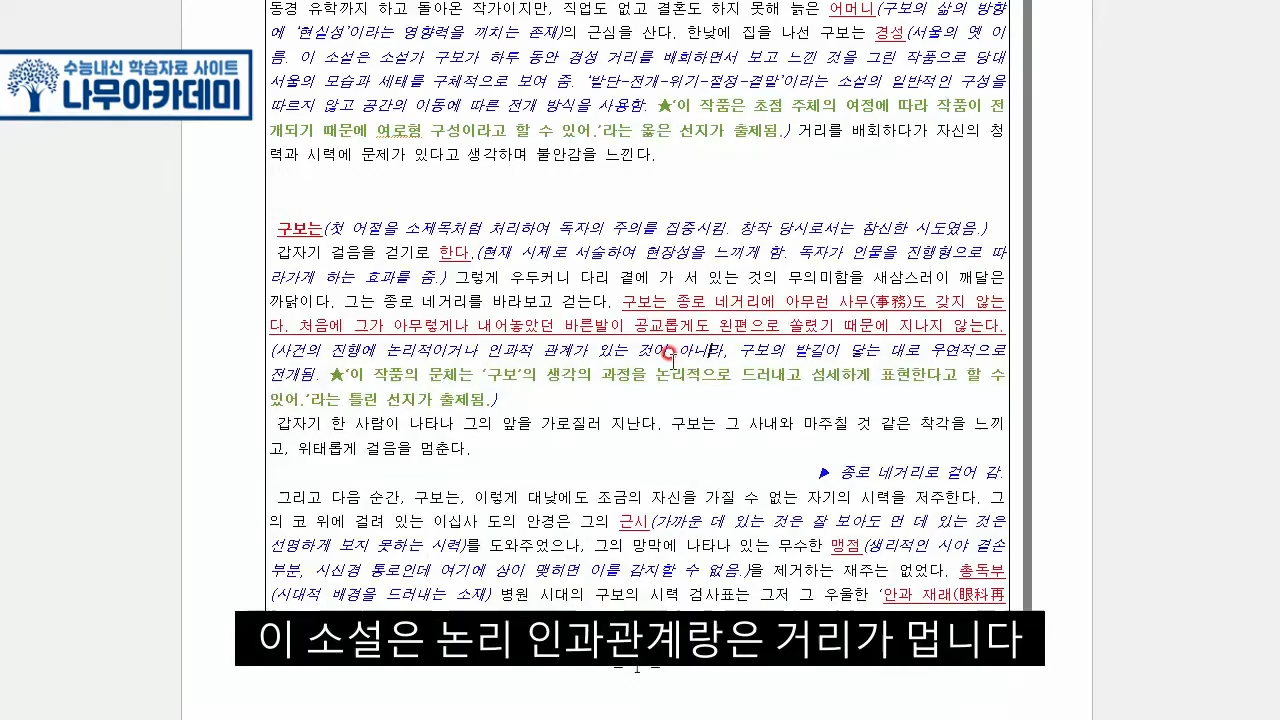 동경 유학까지 하고 돌아온 작가이지만, 직업도 없고 결혼도 하지 못해 늙은 어머니(구보의 삶의 방향
에 '현실성'이라는 영향력을 끼치는 존재)의 근심을 산다. 한낮에 집을 나선 구보는 경성(서울의 옛 이
름. 이 소설은 소설가 구보가 하루 동안 경성 거리를 배회하면서 보고 느낀 것을 그린 작품으로 당대
서울의 모습과 세태를 구체적으로 보여 줌. '발단-전개-위기-절정-결말'이라는 소설의 일반적인 구성을
따르지 않고 공간의 이동에 따른 전개 방식을 사용함. ★'이 작품은 초점 주체의 여정에 따라 작품이 전
개되기 때문에 여로형 구성이라고 할 수 있어.'라는 옳은 선지가 출제됨.) 거리를 배회하다가 자신의 청
력과 시력에 문제가 있다고 생각하며 불안감을 느낀다.
수능내신 학습자료 사이트
나무아카데미
구보는(첫 어절을 소제목처럼 처리하여 독자의 주의를 집중시킴. 창작 당시로서는 참신한 시도였음.)
갑자기 걸음을 걷기로 한다.(현재 시제로 서술하여 현장성을 느끼게 함. 독자가 인물을 진행형으로 따
라가게 하는 효과를 줌.) 그렇게 우두커니 다리 곁에 가 서 있는 것의 무의미함을 새삼스러이 깨달은
까닭이다. 그는 종로 네거리를 바라보고 걷는다. 구보는 종로 네거리에 아무런 사무(事務)도 갖지 않는
다. 처음에 그가 아무렇게나 내어놓았던 바른발이 공교롭게도 왼편으로 쏠렸기 때문에 지나지 않는다.
(사건의 진행에 논리적이거나 인과적 관계가 있는 것이 아니라, 구보의 발길이 닿는 대로 우연적으로
전개됨. ★'이 작품의 문체는 '구보'의 생각의 과정을 논리적으로 드러내고 섬세하게 표현한다고 할 수
있어.'라는 틀린 선지가 출제됨.)
갑자기 한 사람이 나타나 그의 앞을 가로질러 지난다. 구보는 그 사내와 마주칠 것 같은 착각을 느끼
고, 위태롭게 걸음을 멈춘다.
▶ 종로 네거리로 걸어 감.
그리고 다음 순간, 구보는, 이렇게 대낮에도 조금의 자신을 가질 수 없는 자기의 시력을 저주한다. 그
의 코 위에 걸려 있는 이십사 도의 안경은 그의 근시(가까운 데 있는 것은 잘 보아도 먼 데 있는 것은
선명하게 보지 못하는 시력)를 도와주었으나, 그의 망막에 나타나 있는 무수한 맹점(생리적인 시야 결손
부분, 시신경 통로인데 여기에 상이 맺히면 이를 감지할 수 없음.)을 제거하는 재주는 없었다. 총독부
(시대적 배경을 드러내는 소재) 병원 시대의 구보의 시력 검사표는 그저 그 우울한 '안과 재래(眼科再
이 소설은 논리 인과관계랑은 거리가 멉니다
- 1 -